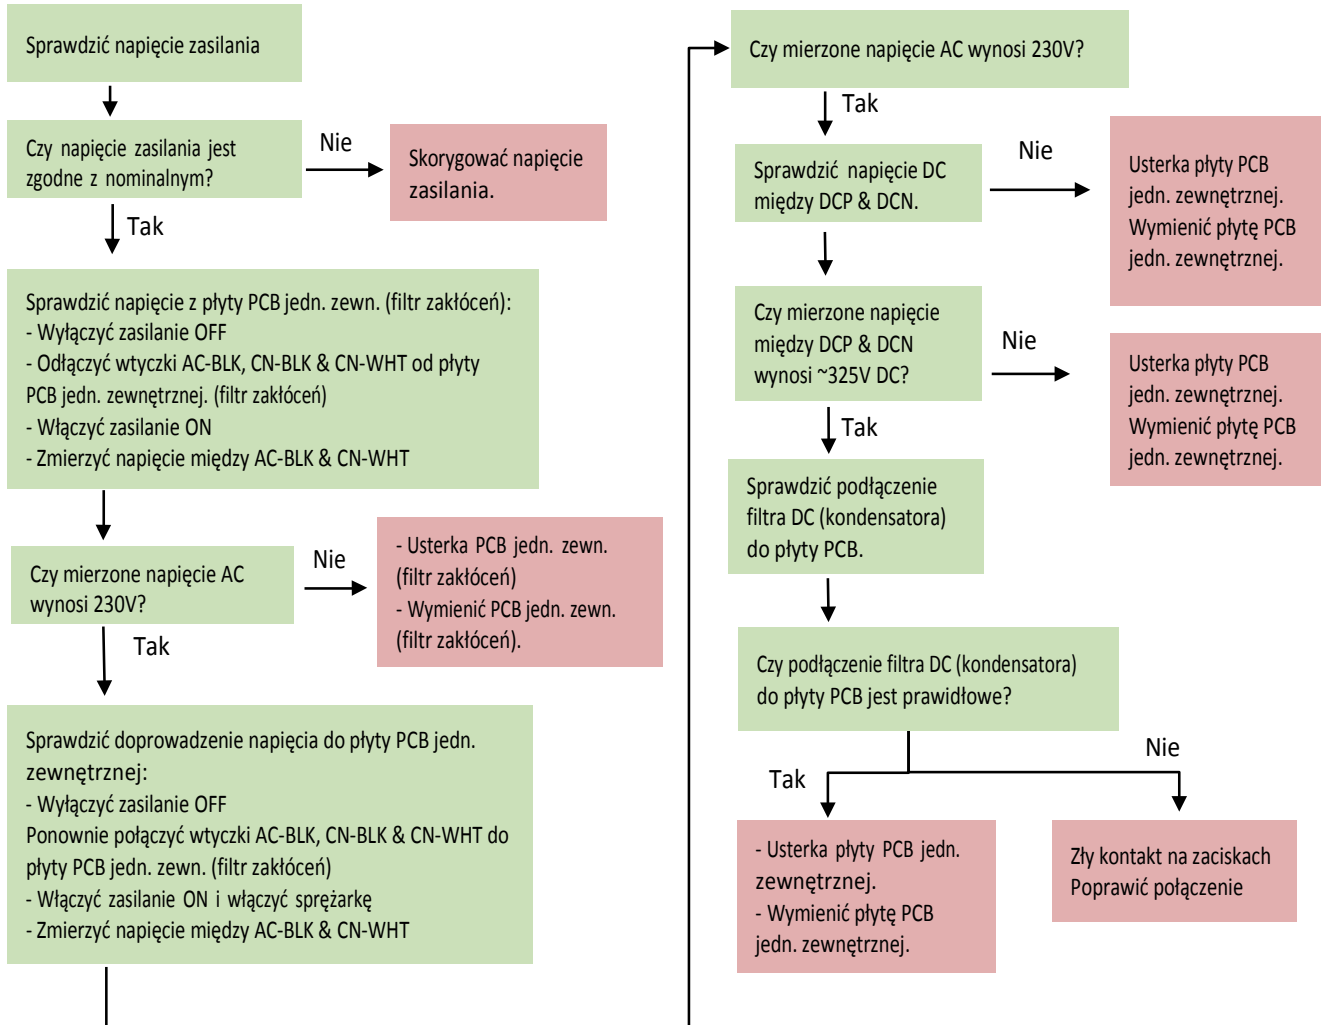 Sprawdzić napięcie zasilania
Czy napięcie zasilania jest
zgodne z nominalnym?
Nie
Skorygować napięcie
zasilania.
Tak
Sprawdzić napięcie z płyty PCB jedn. zewn. (filtr zakłóceń):
- Wyłączyć zasilanie OFF
- Odłączyć wtyczki AC-BLK, CN-BLK & CN-WHT od płyty
PCB jedn. zewnętrznej. (filtr zakłóceń)
- Włączyć zasilanie ON
- Zmierzyć napięcie między AC-BLK & CN-WHT
Czy mierzone napięcie AC
wynosi 230V?
Nie
- Usterka PCB jedn. zewn.
(filtr zakłóceń)
- Wymienić PCB jedn. zewn.
(filtr zakłóceń).
Tak
Sprawdzić doprowadzenie napięcia do płyty PCB jedn.
zewnętrznej:
- Wyłączyć zasilanie OFF
Ponownie połączyć wtyczki AC-BLK, CN-BLK & CN-WHT do
płyty PCB jedn. zewn. (filtr zakłóceń)
- Włączyć zasilanie ON i włączyć sprężarkę
- Zmierzyć napięcie między AC-BLK & CN-WHT
Czy mierzone napięcie AC wynosi 230V?
Tak
Sprawdzić napięcie DC
między DCP & DCN.
Nie
Usterka płyty PCB
jedn. zewnętrznej.
Wymienić płytę PCB
jedn. zewnętrznej.
Czy mierzone napięcie
między DCP & DCN
wynosi ~325V DC?
Nie
Usterka płyty PCB
jedn. zewnętrznej.
Wymienić płytę PCB
jedn. zewnętrznej.
Tak
Sprawdzić podłączenie
filtra DC (kondensatora)
do płyty PCB.
Czy podłączenie filtra DC (kondensatora)
do płyty PCB jest prawidłowe?
Tak
Nie
- Usterka płyty PCB jedn.
zewnętrznej.
- Wymienić płytę PCB
jedn. zewnętrznej.
Zły kontakt na zaciskach
Poprawić połączenie